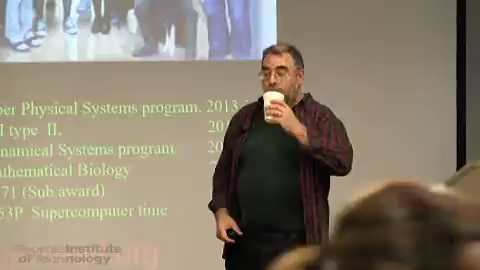 ber Physical Systems program. 2013
I type II,
namical Systems program
thematical Biology
71 (Sub award)
53P Supercomputer time
Georgia Institute
of Technology